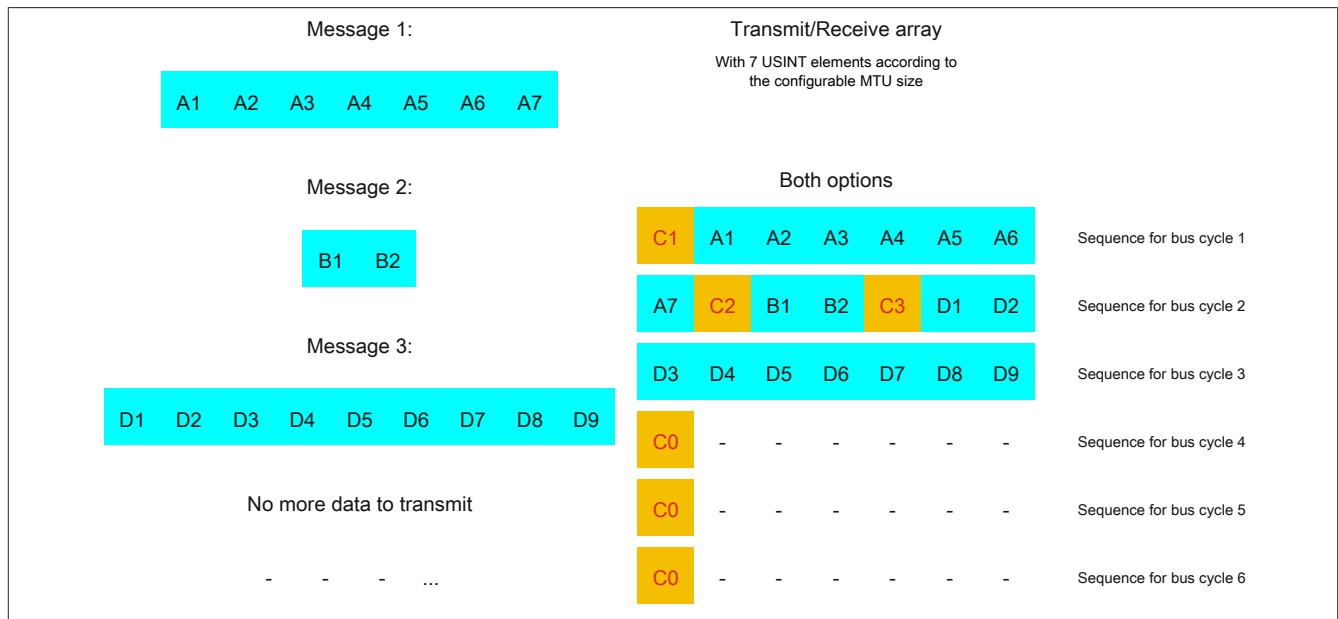 Message 1:
A1 A2 A3 A4 A5 A6 A7
Message 2:
B1 B2
Message 3:
D1 D2 D3 D4 D5 D6 D7 D8 D9
No more data to transmit
- - - ...
Transmit/Receive array
With 7 USINT elements according to
the configurable MTU size
Both options
C1 A1 A2 A3 A4 A5 A6 Sequence for bus cycle 1
A7 C2 B1 B2 C3 D1 D2 Sequence for bus cycle 2
D3 D4 D5 D6 D7 D8 D9 Sequence for bus cycle 3
C0 - - - - - - Sequence for bus cycle 4
C0 - - - - - - Sequence for bus cycle 5
C0 - - - - - - Sequence for bus cycle 6